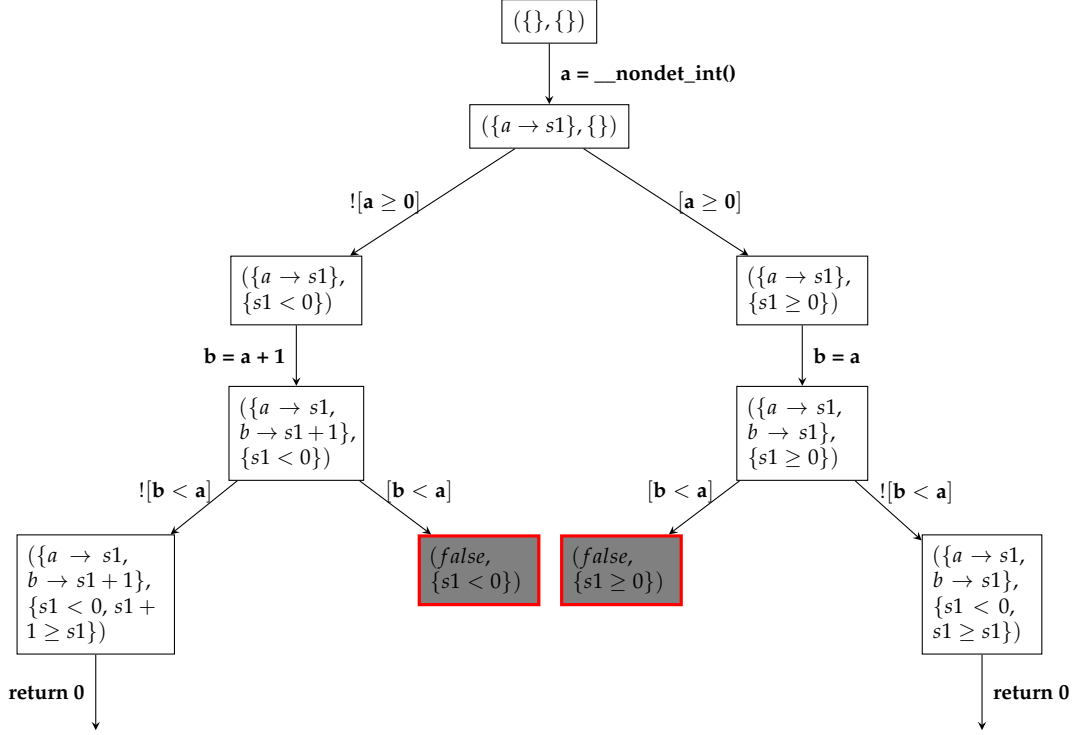 ({}, {})
a = __nondet_int()
({a → s1}, {})
![a ≥ 0]
[a ≥ 0]
({a → s1},
{s1 < 0})
({a → s1},
{s1 ≥ 0})
b = a + 1
b = a
({a → s1,
b → s1 + 1},
{s1 < 0})
({a → s1,
b → s1},
{s1 ≥ 0})
![b < a]
[b < a]
[b < a]
![b < a]
({a → s1,
b → s1 + 1},
{s1 < 0, s1 +
1 ≥ s1})
(false,
{s1 < 0})
(false,
{s1 ≥ 0})
({a → s1,
b → s1},
{s1 < 0,
s1 ≥ s1})
return 0
return 0